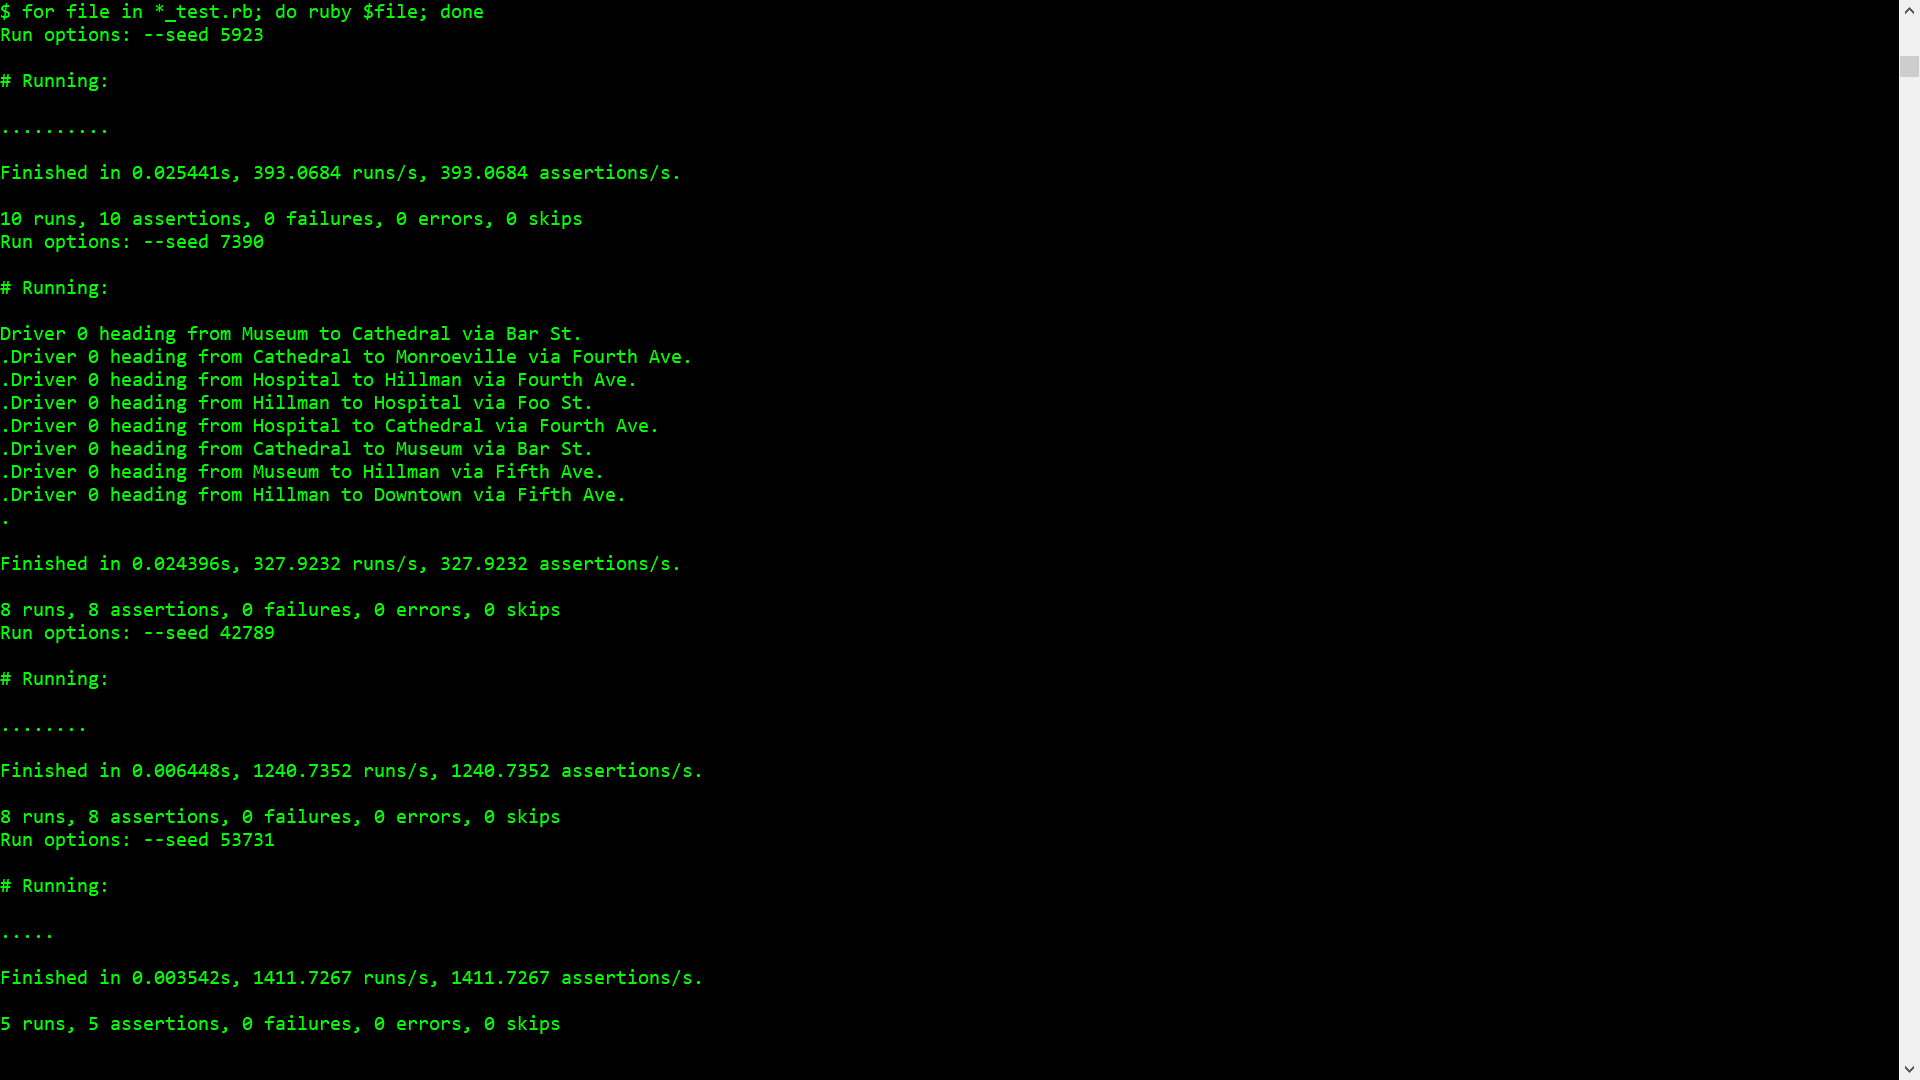 $ for file in *_test.rb; do ruby $file; done
Run options: --seed 5923
# Running:
..........
Finished in 0.025441s, 393.0684 runs/s, 393.0684 assertions/s.
10 runs, 10 assertions, 0 failures, 0 errors, 0 skips
Run options: --seed 7390
# Running:
Driver 0 heading from Museum to Cathedral via Bar St.
.Driver 0 heading from Cathedral to Monroeville via Fourth Ave.
.Driver 0 heading from Hospital to Hillman via Fourth Ave.
.Driver 0 heading from Hillman to Hospital via Foo St.
.Driver 0 heading from Hospital to Cathedral via Fourth Ave.
.Driver 0 heading from Cathedral to Museum via Bar St.
.Driver 0 heading from Museum to Hillman via Fifth Ave.
.Driver 0 heading from Hillman to Downtown via Fifth Ave.
.
Finished in 0.024396s, 327.9232 runs/s, 327.9232 assertions/s.
8 runs, 8 assertions, 0 failures, 0 errors, 0 skips
Run options: --seed 42789
# Running:
........
Finished in 0.006448s, 1240.7352 runs/s, 1240.7352 assertions/s.
8 runs, 8 assertions, 0 failures, 0 errors, 0 skips
Run options: --seed 53731
# Running:
.....
Finished in 0.003542s, 1411.7267 runs/s, 1411.7267 assertions/s.
5 runs, 5 assertions, 0 failures, 0 errors, 0 skips